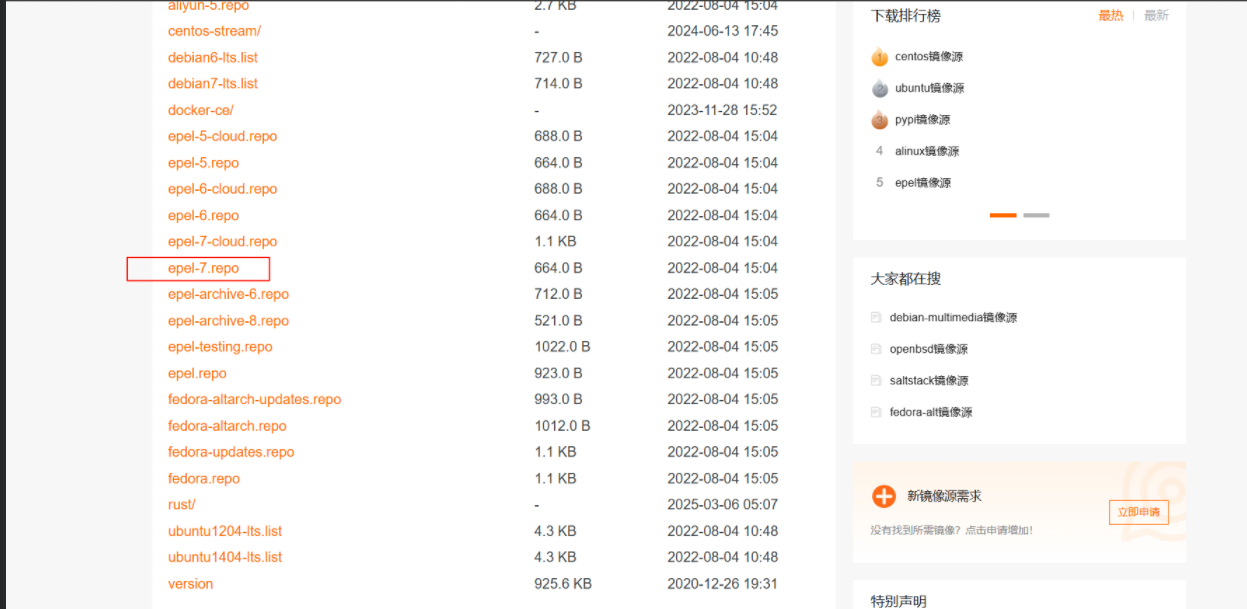 aliyun-5.repo 2.7 KB 2022-08-04 15:04
centos-stream/ - 2024-06-13 17:45
debian6-lts.list 727.0 B 2022-08-04 10:48
debian7-lts.list 714.0 B 2022-08-04 10:48
docker-ce/ - 2023-11-28 15:52
epel-5-cloud.repo 688.0 B 2022-08-04 15:04
epel-5.repo 664.0 B 2022-08-04 15:04
epel-6-cloud.repo 688.0 B 2022-08-04 15:04
epel-6.repo 664.0 B 2022-08-04 15:04
epel-7-cloud.repo 1.1 KB 2022-08-04 15:04
epel-7.repo 664.0 B 2022-08-04 15:04
epel-archive-6.repo 712.0 B 2022-08-04 15:05
epel-archive-8.repo 521.0 B 2022-08-04 15:05
epel-testing.repo 1022.0 B 2022-08-04 15:05
epel.repo 923.0 B 2022-08-04 15:05
fedora-altarch-updates.repo 993.0 B 2022-08-04 15:05
fedora-altarch.repo 1012.0 B 2022-08-04 15:05
fedora-updates.repo 1.1 KB 2022-08-04 15:05
fedora.repo 1.1 KB 2022-08-04 15:05
rust/ - 2025-03-06 05:07
ubuntu1204-lts.list 4.3 KB 2022-08-04 10:48
ubuntu1404-lts.list 4.3 KB 2022-08-04 10:48
version 925.6 KB 2020-12-26 19:31
下载排行榜 最热 | 最新
1 centos镜像源
2 ubuntu镜像源
3 pypi镜像源
4 alinux镜像源
5 epel镜像源
大家都在搜
debian-multimedia镜像源
openbsd镜像源
saltstack镜像源
fedora-alt镜像源
新镜像源需求
没有找到所需镜像？点击申请增加！
立即申请
特别声明